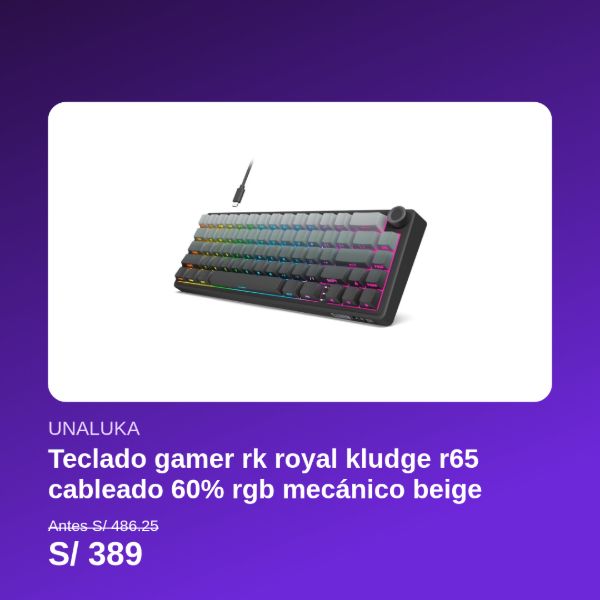 UNALUKA
Teclado gamer rk royal kludge r65
cableado 60% rgb mecánico beige
Antes S/ 486.25
S/ 389